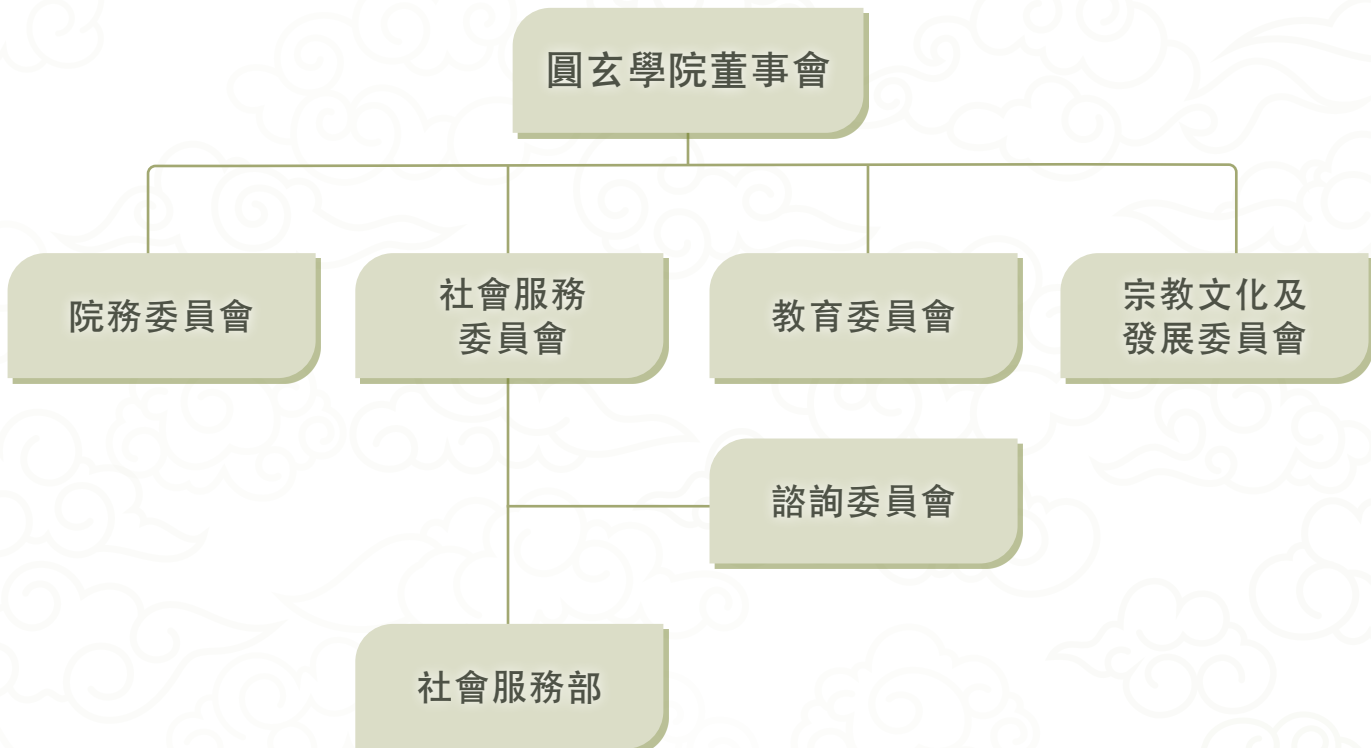 圓玄學院董事會
院務委員會
社會服務
委員會
教育委員會
宗教文化及
發展委員會
諮詢委員會
社會服務部